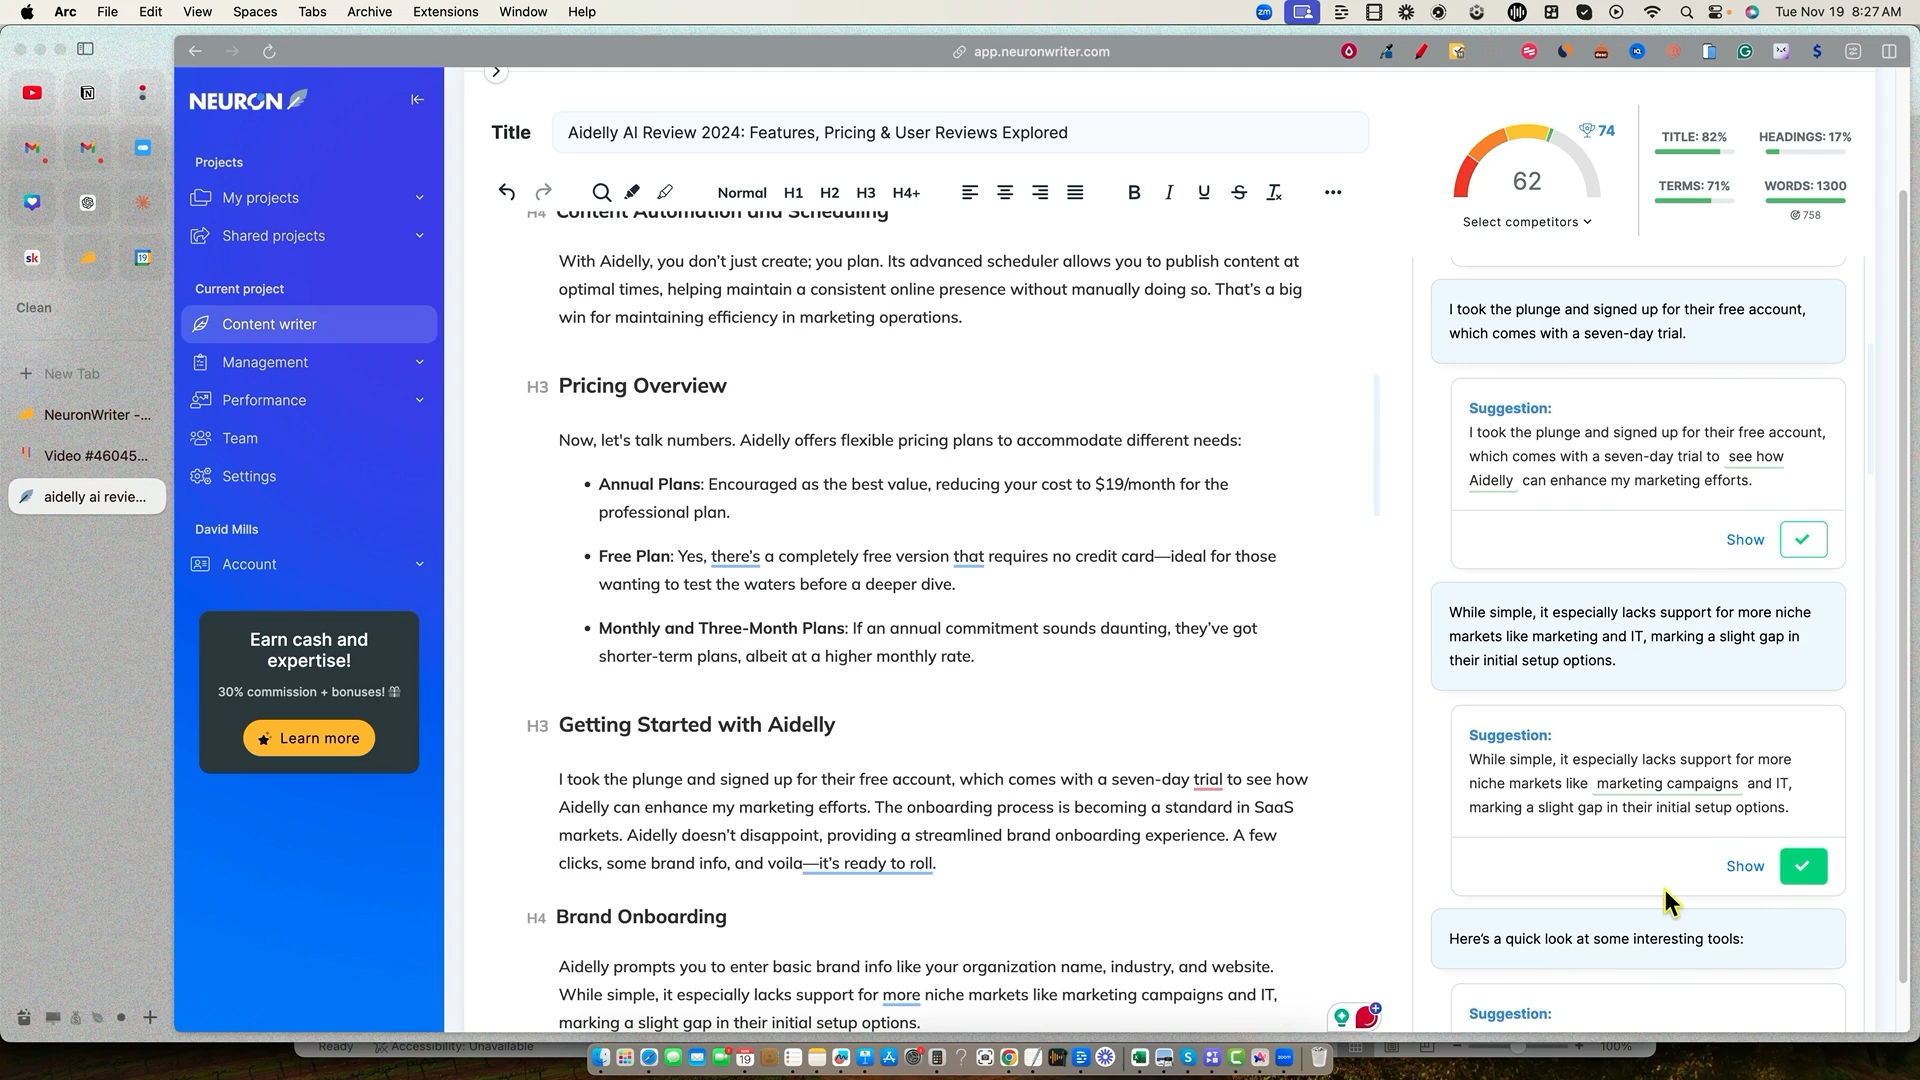 Arc File Edit View Spaces Tabs Archive Extensions Window Help
zm
Tue Nov 19 8:27 AM
app.neuronwriter.com
NEURON
Projects
My projects
Shared projects
Current project
Content writer
Management
Performance
Team
Settings
David Mills
Account
Earn cash and
expertise!
30% commission + bonuses!
Learn more
sk
19
Clean
New Tab
NeuronWriter -...
Video #46045...
aidelly ai revie...
Title
Aidelly AI Review 2024: Features, Pricing & User Reviews Explored
Normal H1 H2 H3 H4+
B I U S
H4 Content Automation and Scheduling
With Aidelly, you don’t just create; you plan. Its advanced scheduler allows you to publish content at
optimal times, helping maintain a consistent online presence without manually doing so. That’s a big
win for maintaining efficiency in marketing operations.
H3 Pricing Overview
Now, let's talk numbers. Aidelly offers flexible pricing plans to accommodate different needs:
• Annual Plans: Encouraged as the best value, reducing your cost to $19/month for the
professional plan.
• Free Plan: Yes, there’s a completely free version that requires no credit card—ideal for those
wanting to test the waters before a deeper dive.
• Monthly and Three-Month Plans: If an annual commitment sounds daunting, they’ve got
shorter-term plans, albeit at a higher monthly rate.
H3 Getting Started with Aidelly
I took the plunge and signed up for their free account, which comes with a seven-day trial to see how
Aidelly can enhance my marketing efforts. The onboarding process is becoming a standard in SaaS
markets. Aidelly doesn’t disappoint, providing a streamlined brand onboarding experience. A few
clicks, some brand info, and voila—it’s ready to roll.
H4 Brand Onboarding
Aidelly prompts you to enter basic brand info like your organization name, industry, and website.
While simple, it especially lacks support for more niche markets like marketing campaigns and IT,
marking a slight gap in their initial setup options.
74
62
Select competitors
TITLE: 82%
HEADINGS: 17%
TERMS: 71%
WORDS: 1300
758
I took the plunge and signed up for their free account,
which comes with a seven-day trial.
Suggestion:
I took the plunge and signed up for their free account,
which comes with a seven-day trial to see how
Aidelly can enhance my marketing efforts.
Show
While simple, it especially lacks support for more niche
markets like marketing and IT, marking a slight gap in
their initial setup options.
Suggestion:
While simple, it especially lacks support for more
niche markets like marketing campaigns and IT,
marking a slight gap in their initial setup options.
Show
Here’s a quick look at some interesting tools:
Suggestion:
Ready
Accessibility: Unavailable
100%